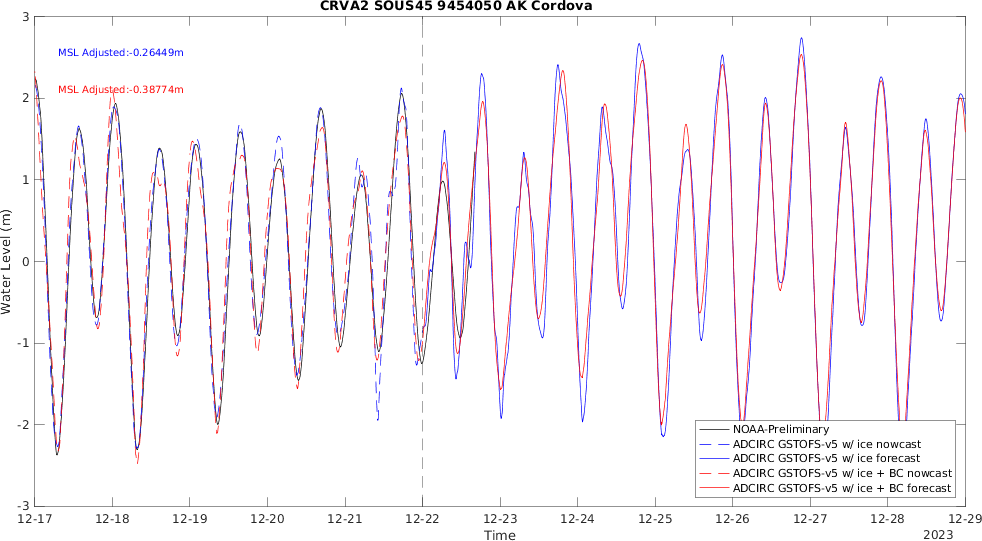 CRVA2 SOUS45 9454050 AK Cordova
MSL Adjusted:-0.26449m
MSL Adjusted:-0.38774m
Water Level (m)
3
2
1
0
-1
-2
-3
NOAA-Preliminary
ADCIRC GSTOFS-v5 w/ ice nowcast
ADCIRC GSTOFS-v5 w/ ice forecast
ADCIRC GSTOFS-v5 w/ ice + BC nowcast
ADCIRC GSTOFS-v5 w/ ice + BC forecast
12-17 12-18 12-19 12-20 12-21 12-22 12-23 12-24 12-25 12-26 12-27 12-28 12-29
Time
2023